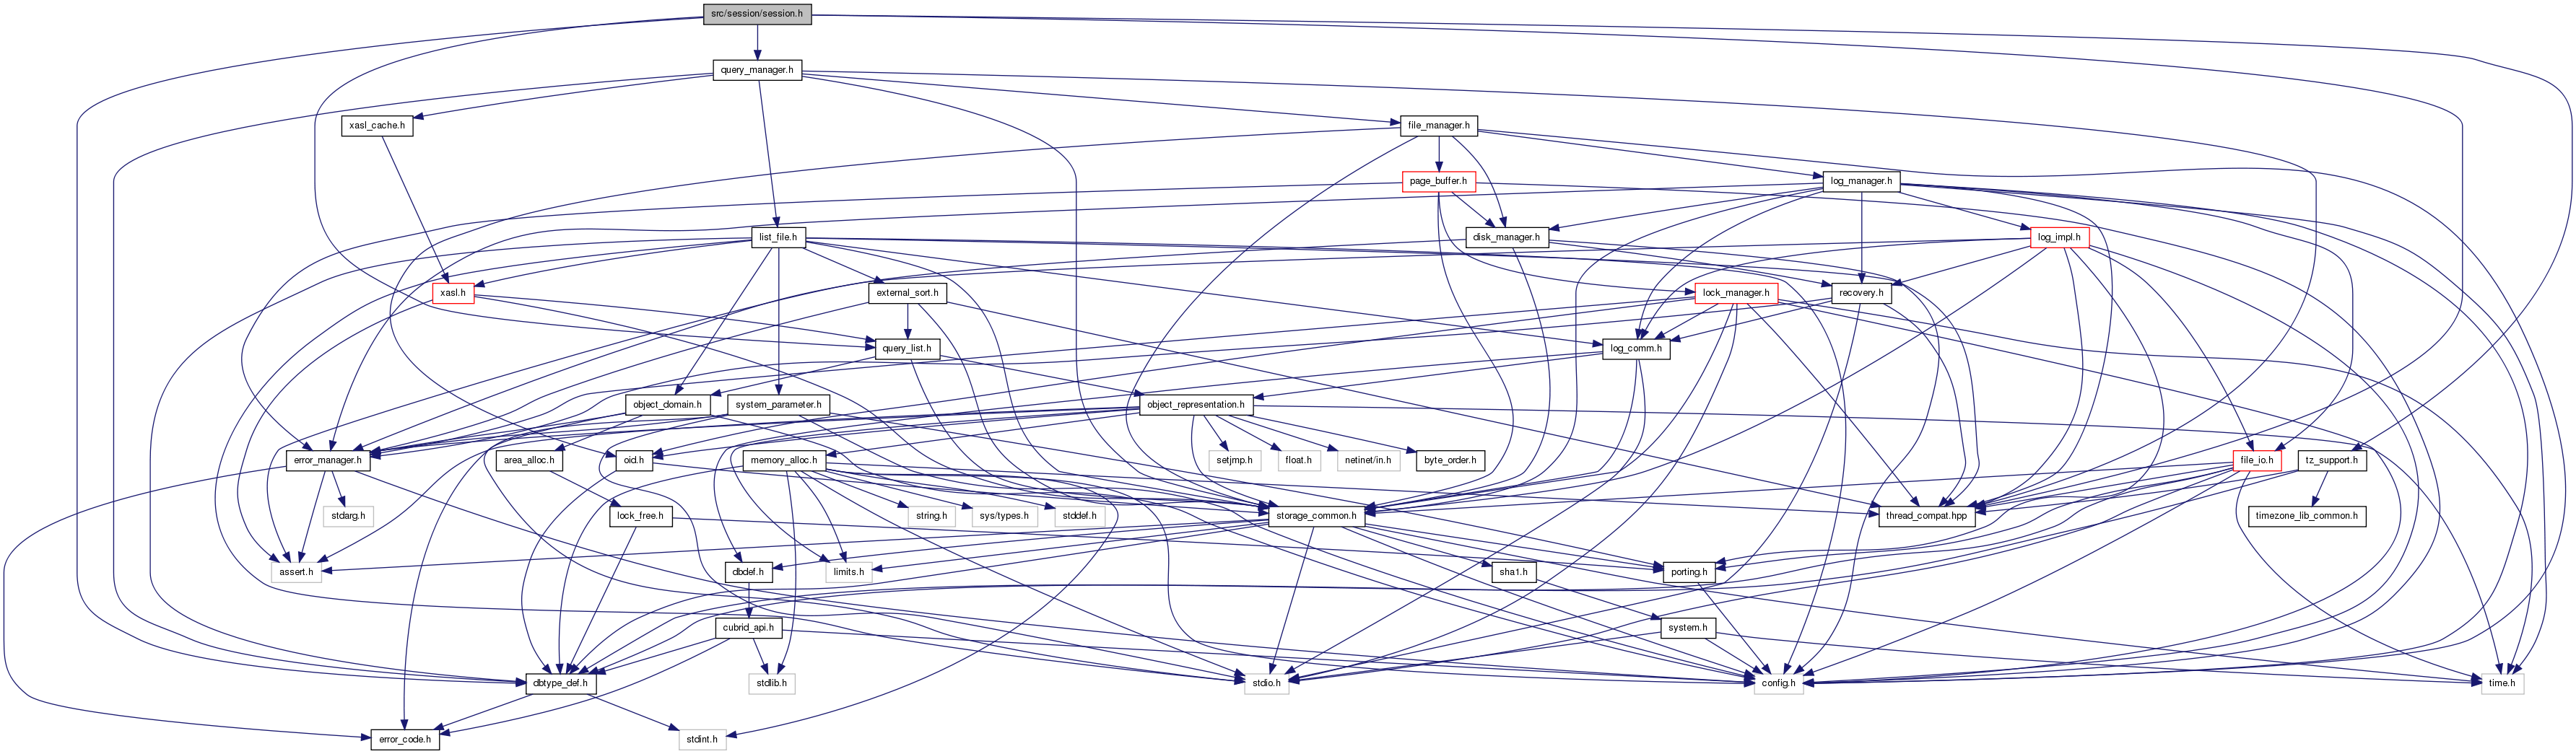 src/session/session.h
query_manager.h
xasl_cache.h
file_manager.h
page_buffer.h
log_manager.h
list_file.h
disk_manager.h
log_impl.h
xasl.h
external_sort.h
lock_manager.h
recovery.h
query_list.h
log_comm.h
object_domain.h
system_parameter.h
object_representation.h
error_manager.h
area_alloc.h
oid.h
memory_alloc.h
setjmp.h
float.h
netinet/in.h
byte_order.h
file_io.h
tz_support.h
stdarg.h
lock_free.h
string.h
sys/types.h
stddef.h
storage_common.h
thread_compat.hpp
timezone_lib_common.h
assert.h
dbdef.h
limits.h
sha1.h
porting.h
cubrid_api.h
system.h
dbtype_def.h
stdlib.h
stdio.h
config.h
time.h
error_code.h
stdint.h